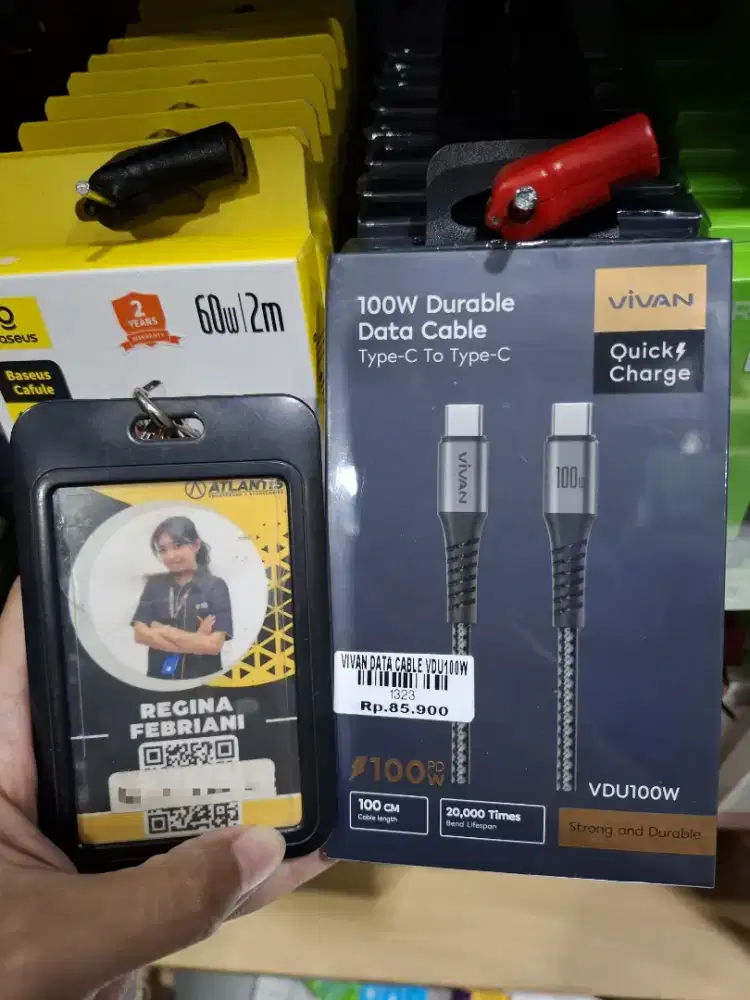 60w|2m
2
YEARS
WARRANTY
Baseus
Cafule
100W Durable
Data Cable
Type-C To Type-C
VIVAN
Quick
Charge
VIVAN
100
ATLANTIS
REGINA
FEBRIANI
VIVAN DATA CABLE VDU100W
1323
Rp.85.900
100 PD
W
100 CM
Cable length
20,000 Times
Bend Lifespan
VDU100W
Strong and Durable